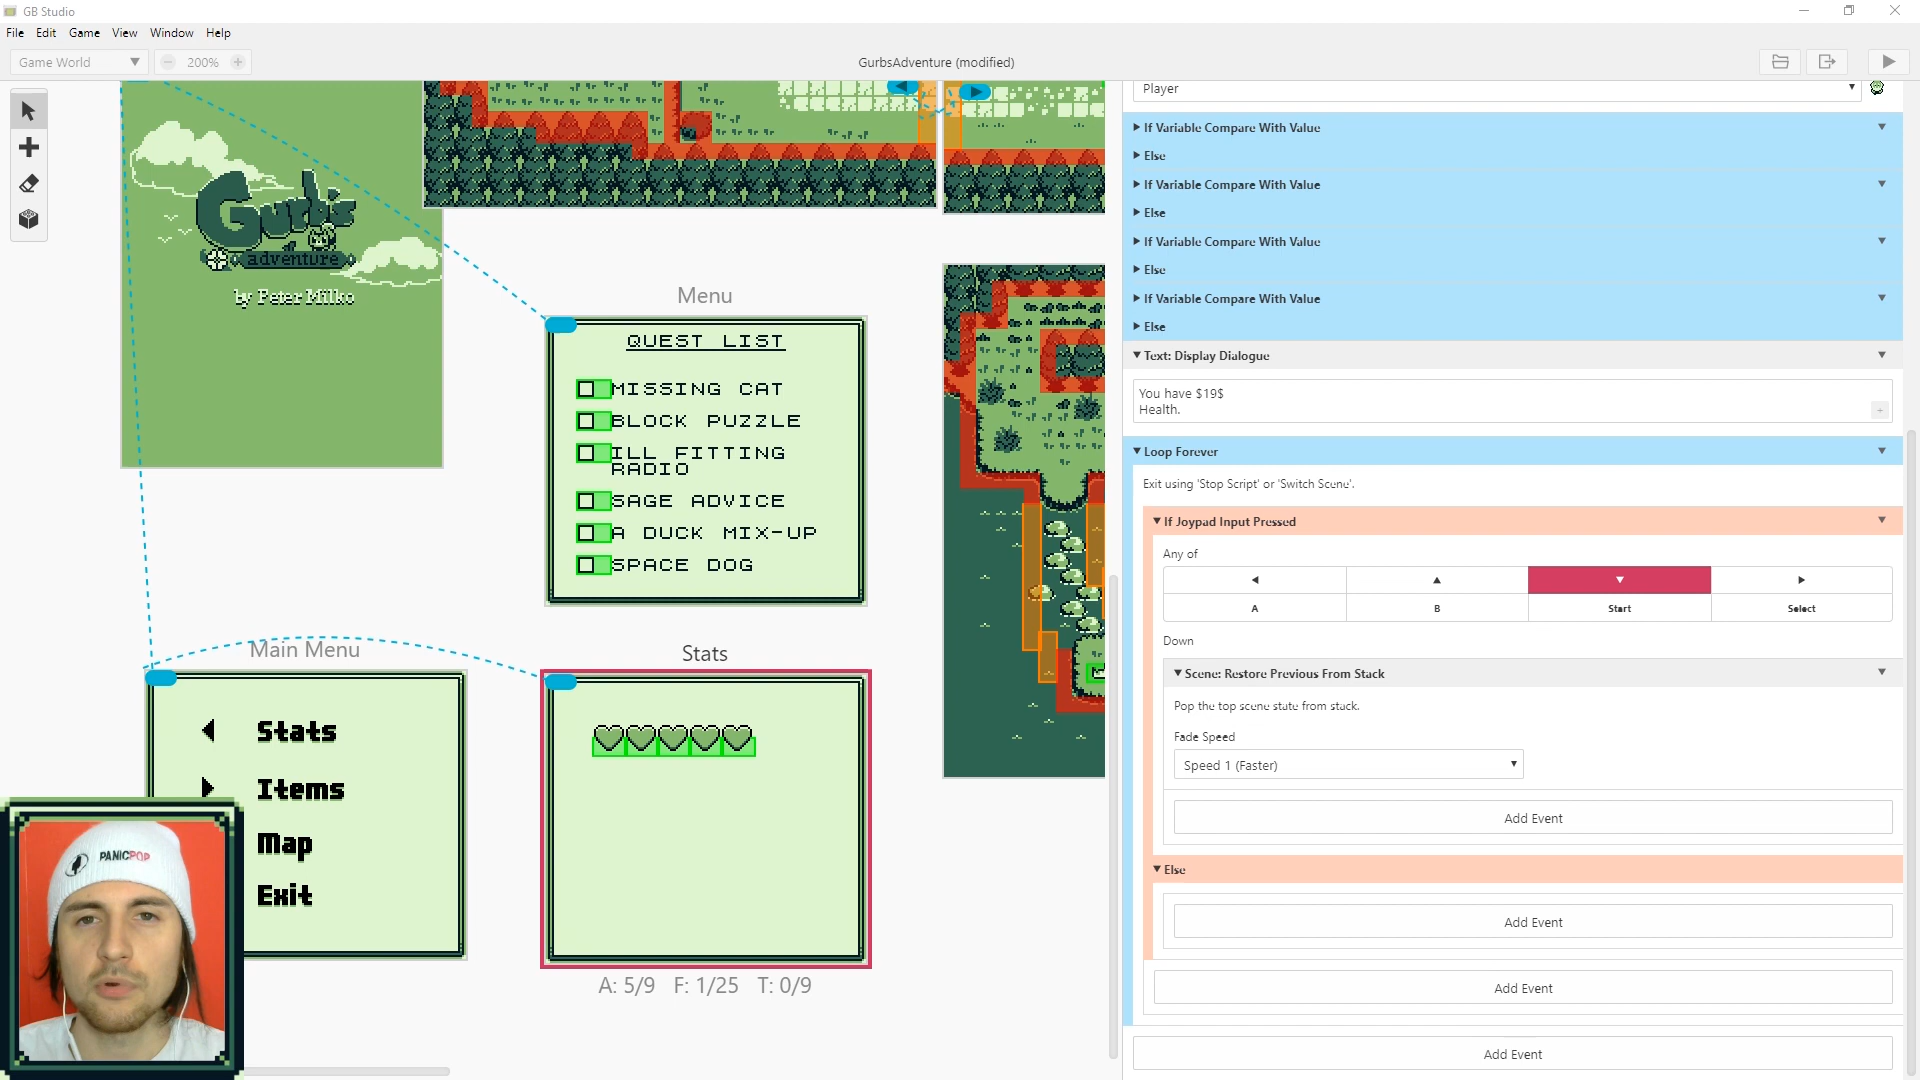 GB Studio
File Edit Game View Window Help
Game World
200%
GurbsAdventure (modified)
Gurb's
adventure
by Peter Milko
Menu
QUEST LIST
MISSING CAT
BLOCK PUZZLE
ILL FITTING
RADIO
SAGE ADVICE
A DUCK MIX-UP
SPACE DOG
Main Menu
Stats
Items
Map
Exit
Stats
A: 5/9 F: 1/25 T: 0/9
PANICPOP
Player
If Variable Compare With Value
Else
If Variable Compare With Value
Else
If Variable Compare With Value
Else
If Variable Compare With Value
Else
Text: Display Dialogue
You have $19$
Health.
Loop Forever
Exit using 'Stop Script' or 'Switch Scene'.
If Joypad Input Pressed
Any of
A B Start Select
Down
Scene: Restore Previous From Stack
Pop the top scene state from stack.
Fade Speed
Speed 1 (Faster)
Add Event
Else
Add Event
Add Event
Add Event